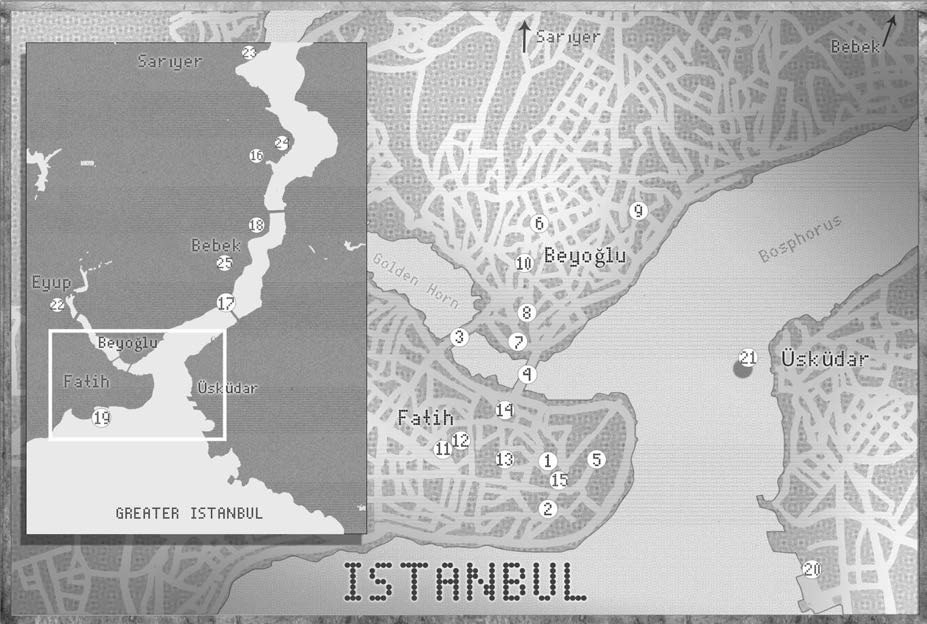 Sarıyer
Bebek
23
Sarıyer
24
16
18
Bebek
25
Eyup
22
17
Beyoğlu
Fatih
Üsküdar
19
GREATER ISTANBUL
9
6
Beyoğlu
10
Golden Horn
Bosphorus
8
3
7
4
21
Üsküdar
14
Fatih
12
11
13
1
5
15
2
20
ISTANBUL